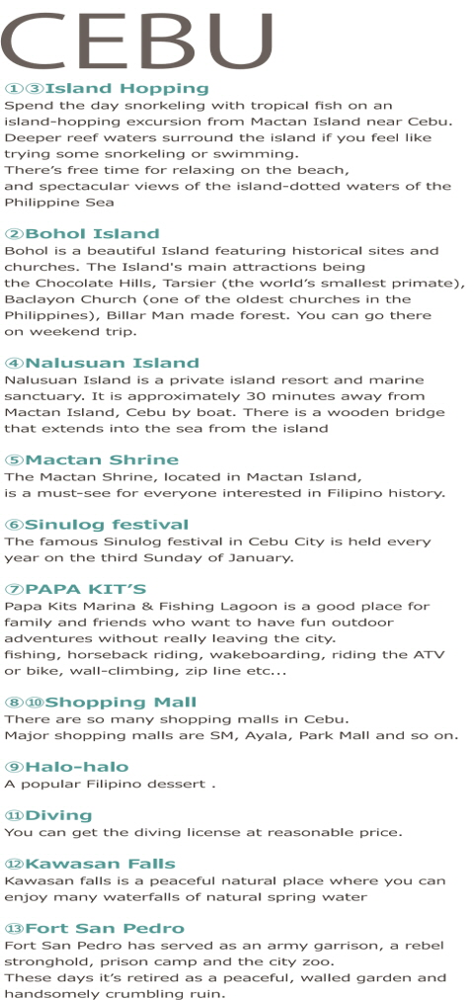 CEBU
①③Island Hopping
Spend the day snorkeling with tropical fish on an
island-hopping excursion from Mactan Island near Cebu.
Deeper reef waters surround the island if you feel like
trying some snorkeling or swimming.
There’s free time for relaxing on the beach,
and spectacular views of the island-dotted waters of the
Philippine Sea
②Bohol Island
Bohol is a beautiful Island featuring historical sites and
churches. The Island's main attractions being
the Chocolate Hills, Tarsier (the world’s smallest primate),
Baclayon Church (one of the oldest churches in the
Philippines), Billar Man made forest. You can go there
on weekend trip.
④Nalusuan Island
Nalusuan Island is a private island resort and marine
sanctuary. It is approximately 30 minutes away from
Mactan Island, Cebu by boat. There is a wooden bridge
that extends into the sea from the island
⑤Mactan Shrine
The Mactan Shrine, located in Mactan Island,
is a must-see for everyone interested in Filipino history.
⑥Sinulog festival
The famous Sinulog festival in Cebu City is held every
year on the third Sunday of January.
⑦PAPA KIT’S
Papa Kits Marina & Fishing Lagoon is a good place for
family and friends who want to have fun outdoor
adventures without really leaving the city.
fishing, horseback riding, wakeboarding, riding the ATV
or bike, wall-climbing, zip line etc...
⑧⑩Shopping Mall
There are so many shopping malls in Cebu.
Major shopping malls are SM, Ayala, Park Mall and so on.
⑨Halo-halo
A popular Filipino dessert .
⑪Diving
You can get the diving license at reasonable price.
⑫Kawasan Falls
Kawasan falls is a peaceful natural place where you can
enjoy many waterfalls of natural spring water
⑬Fort San Pedro
Fort San Pedro has served as an army garrison, a rebel
stronghold, prison camp and the city zoo.
These days it’s retired as a peaceful, walled garden and
handsomely crumbling ruin.